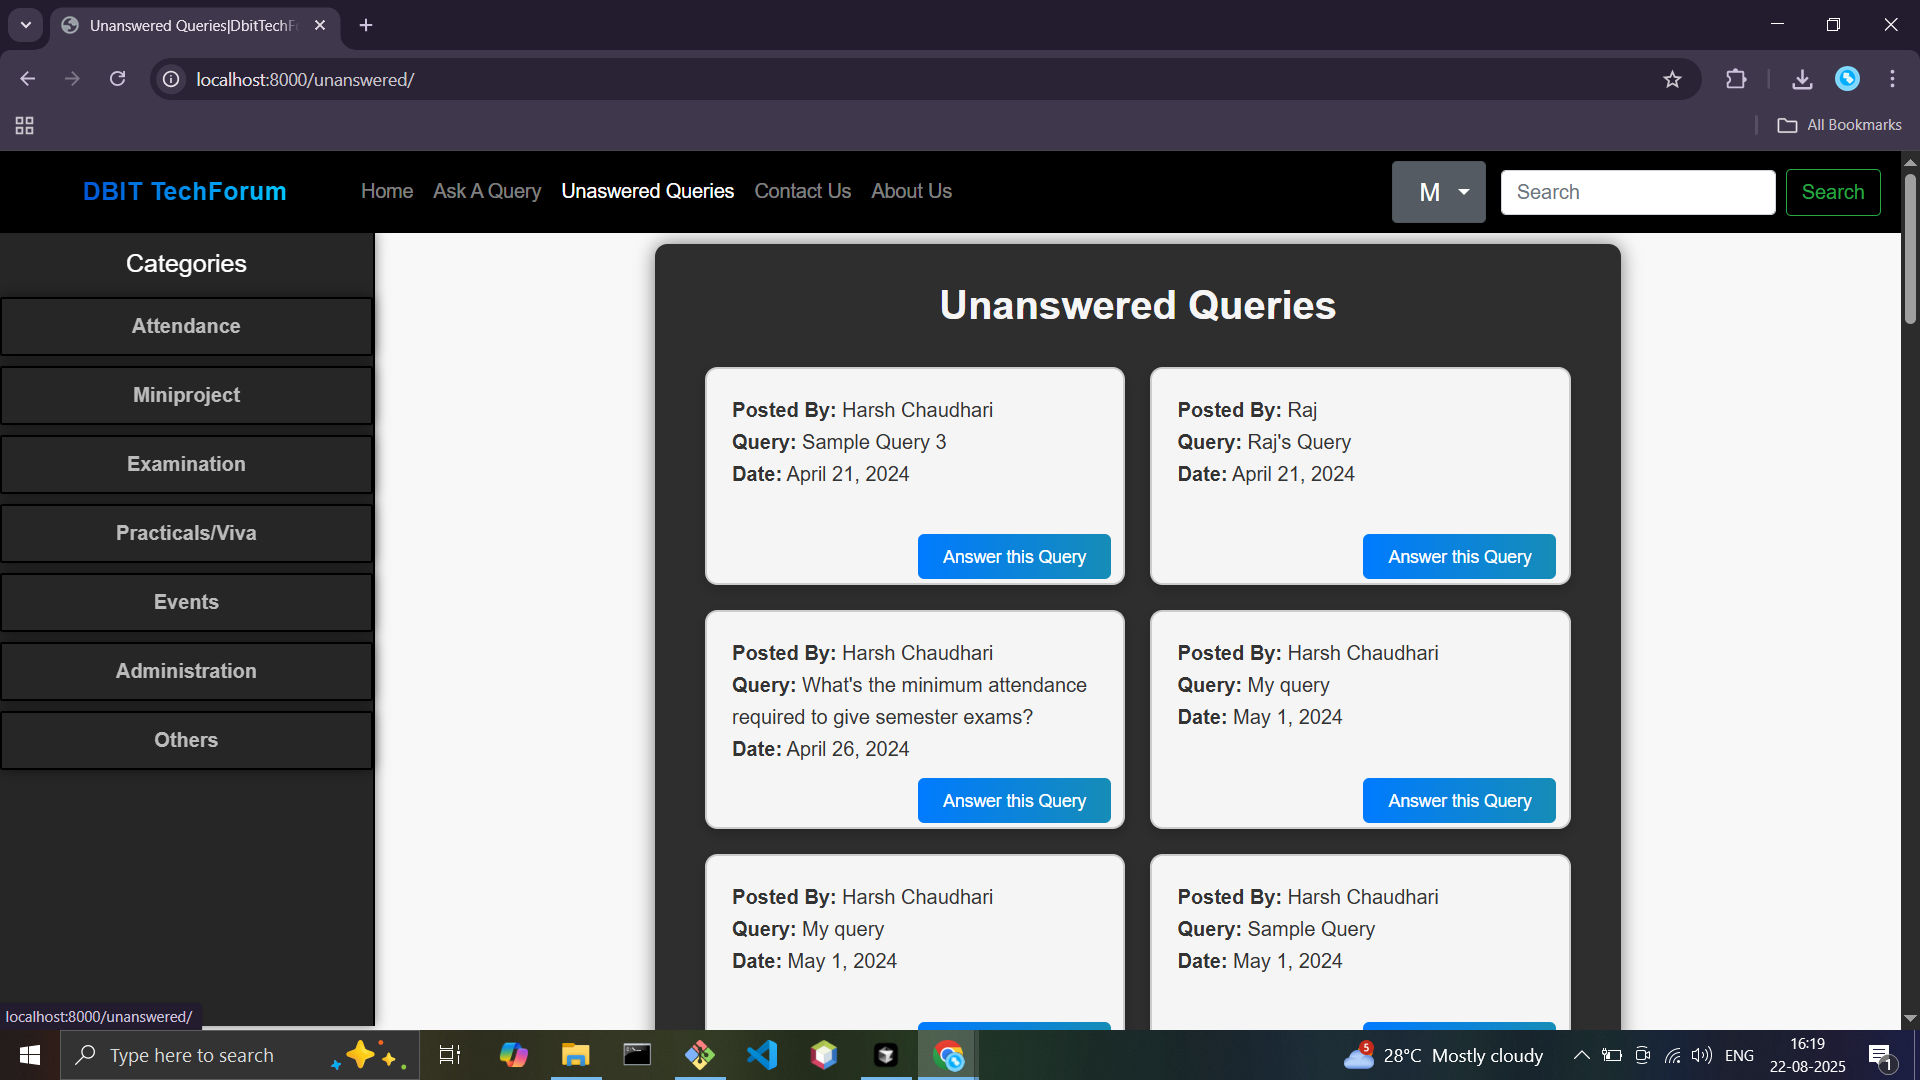 Unanswered Queries|DbitTechF
localhost:8000/unanswered/
All Bookmarks
DBIT TechForum
Home
Ask A Query
Unaswered Queries
Contact Us
About Us
M
Search
Search
Categories
Attendance
Miniproject
Examination
Practicals/Viva
Events
Administration
Others
Unanswered Queries
Posted By: Harsh Chaudhari
Query: Sample Query 3
Date: April 21, 2024
Answer this Query
Posted By: Raj
Query: Raj's Query
Date: April 21, 2024
Answer this Query
Posted By: Harsh Chaudhari
Query: What's the minimum attendance
required to give semester exams?
Date: April 26, 2024
Answer this Query
Posted By: Harsh Chaudhari
Query: My query
Date: May 1, 2024
Answer this Query
Posted By: Harsh Chaudhari
Query: My query
Date: May 1, 2024
Posted By: Harsh Chaudhari
Query: Sample Query
Date: May 1, 2024
localhost:8000/unanswered/
Type here to search
5
28°C Mostly cloudy
ENG
16:19
22-08-2025
1